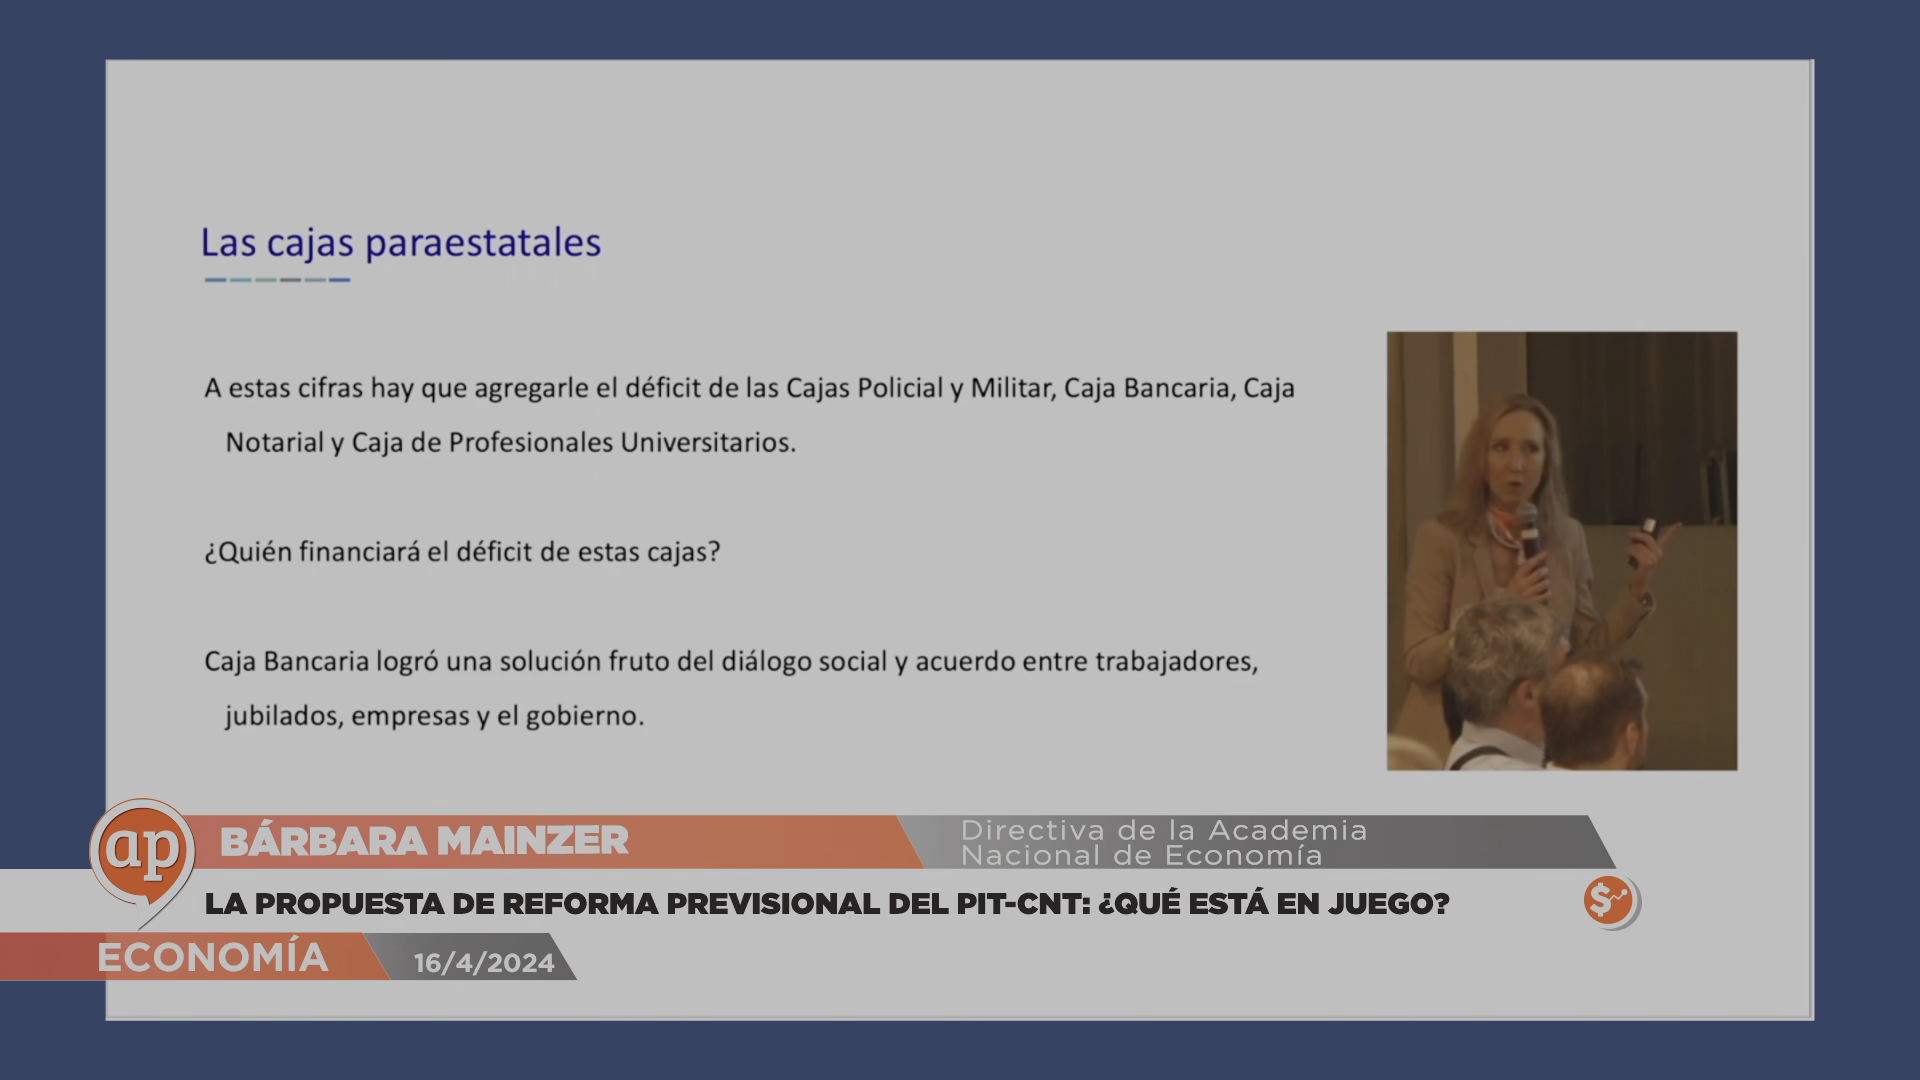 Las cajas paraestatales
A estas cifras hay que agregarle el déficit de las Cajas Policial y Militar, Caja Bancaria, Caja
Notarial y Caja de Profesionales Universitarios.
¿Quién financiará el déficit de estas cajas?
Caja Bancaria logró una solución fruto del diálogo social y acuerdo entre trabajadores,
jubilados, empresas y el gobierno.
ap
BÁRBARA MAINZER
Directiva de la Academia
Nacional de Economía
LA PROPUESTA DE REFORMA PREVISIONAL DEL PIT-CNT: ¿QUÉ ESTÁ EN JUEGO?
$
ECONOMÍA
16/4/2024